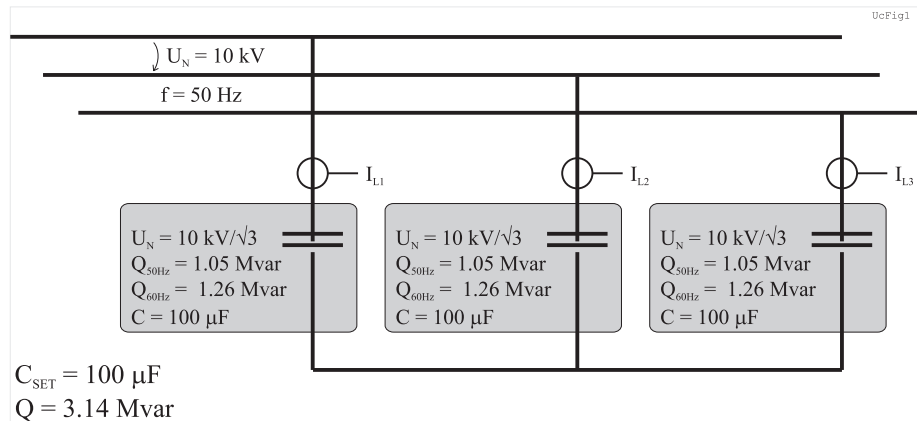 UcFig1
U_N = 10 kV
f = 50 Hz
I_L1
I_L2
I_L3
U_N = 10 kV/√3
Q_50Hz = 1.05 Mvar
Q_60Hz = 1.26 Mvar
C = 100 µF
U_N = 10 kV/√3
Q_50Hz = 1.05 Mvar
Q_60Hz = 1.26 Mvar
C = 100 µF
U_N = 10 kV/√3
Q_50Hz = 1.05 Mvar
Q_60Hz = 1.26 Mvar
C = 100 µF
C_SET = 100 µF
Q = 3.14 Mvar